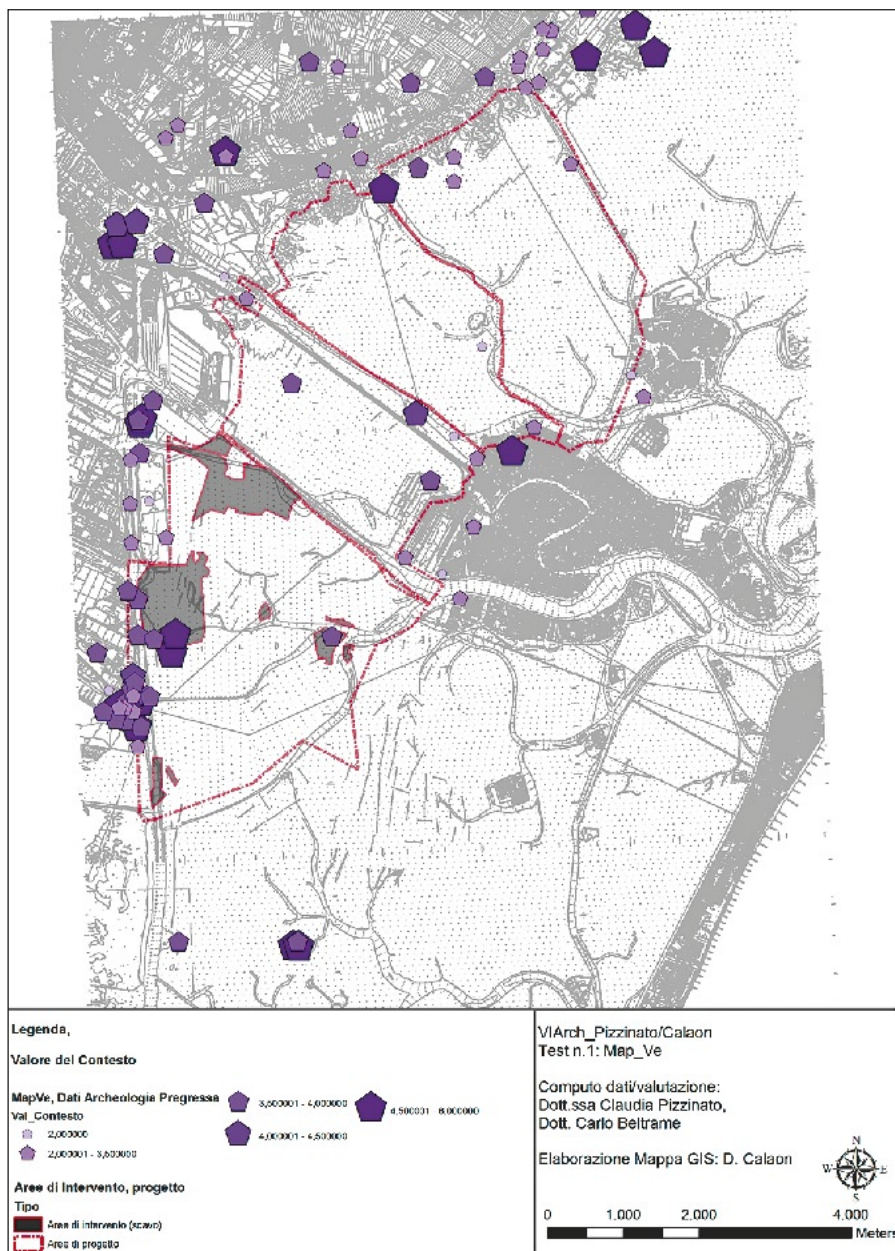 Legenda,
Valore del Contesto
MapVe, Dati Archeologia Pregressa
Val_Contesto
2,000000
2,000001 - 3,500000
3,500001 - 4,000000
4,000001 - 4,500000
4,500001 - 6,000000
Aree di Intervento, progetto
Tipo
Aree di intervento (scavo)
Aree di progetto
VIArch_Pizzinato/Calaon
Test n.1: Map_Ve
Computo dati/valutazione:
Dott.ssa Claudia Pizzinato,
Dott. Carlo Beltrame
Elaborazione Mappa GIS: D. Calaon
N
W E
S
0 1.000 2.000 4.000
Meters